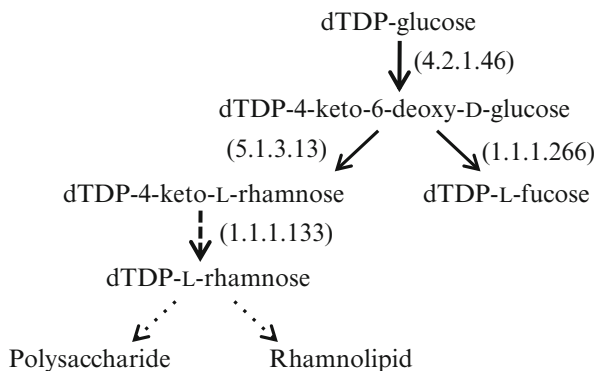 dTDP-glucose
(4.2.1.46)
dTDP-4-keto-6-deoxy-D-glucose
(5.1.3.13) (1.1.1.266)
dTDP-4-keto-L-rhamnose dTDP-L-fucose
(1.1.1.133)
dTDP-L-rhamnose
Polysaccharide Rhamnolipid